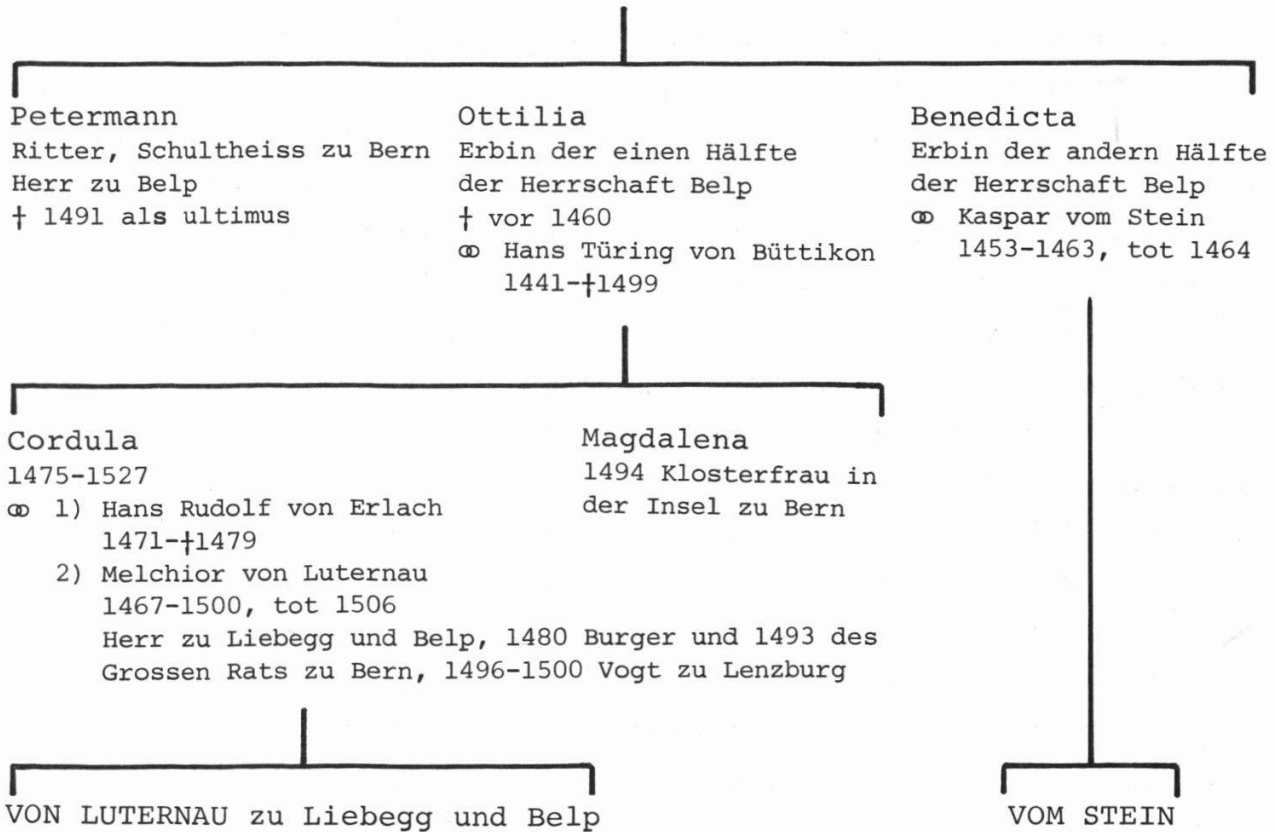 Petermann
Ritter, Schultheiss zu Bern
Herr zu Belp
† 1491 als ultimus
Ottilia
Erbin der einen Hälfte
der Herrschaft Belp
† vor 1460
⚭ Hans Türing von Büttikon
1441-†1499
Benedicta
Erbin der andern Hälfte
der Herrschaft Belp
⚭ Kaspar vom Stein
1453-1463, tot 1464
Cordula
1475-1527
⚭ 1) Hans Rudolf von Erlach
1471-†1479
2) Melchior von Luternau
1467-1500, tot 1506
Herr zu Liebegg und Belp, 1480 Burger und 1493 des
Grossen Rats zu Bern, 1496-1500 Vogt zu Lenzburg
Magdalena
1494 Klosterfrau in
der Insel zu Bern
VON LUTERNAU zu Liebegg und Belp
VOM STEIN